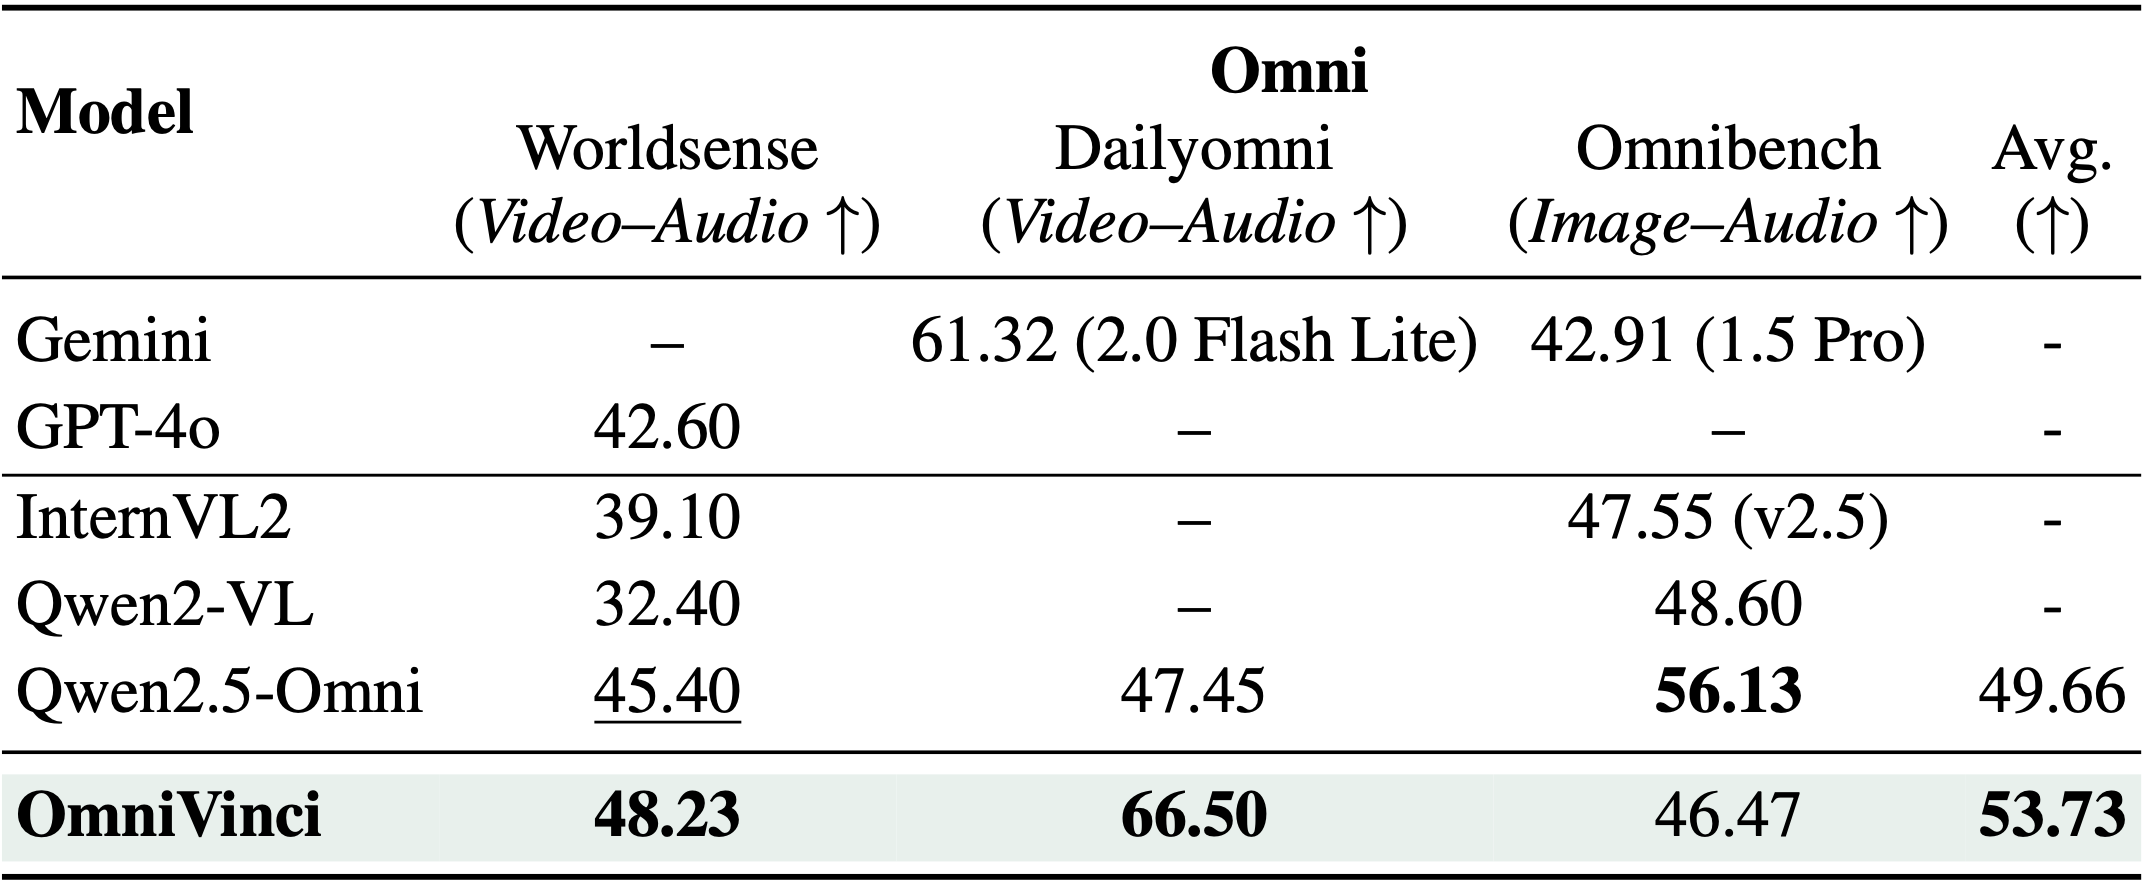 Model Omni
Worldsense Dailyomni Omnibench Avg.
(Video–Audio ↑) (Video–Audio ↑) (Image–Audio ↑) (↑)
Gemini – 61.32 (2.0 Flash Lite) 42.91 (1.5 Pro) -
GPT-4o 42.60 – – -
InternVL2 39.10 – 47.55 (v2.5) -
Qwen2-VL 32.40 – 48.60 -
Qwen2.5-Omni 45.40 47.45 56.13 49.66
OmniVinci 48.23 66.50 46.47 53.73